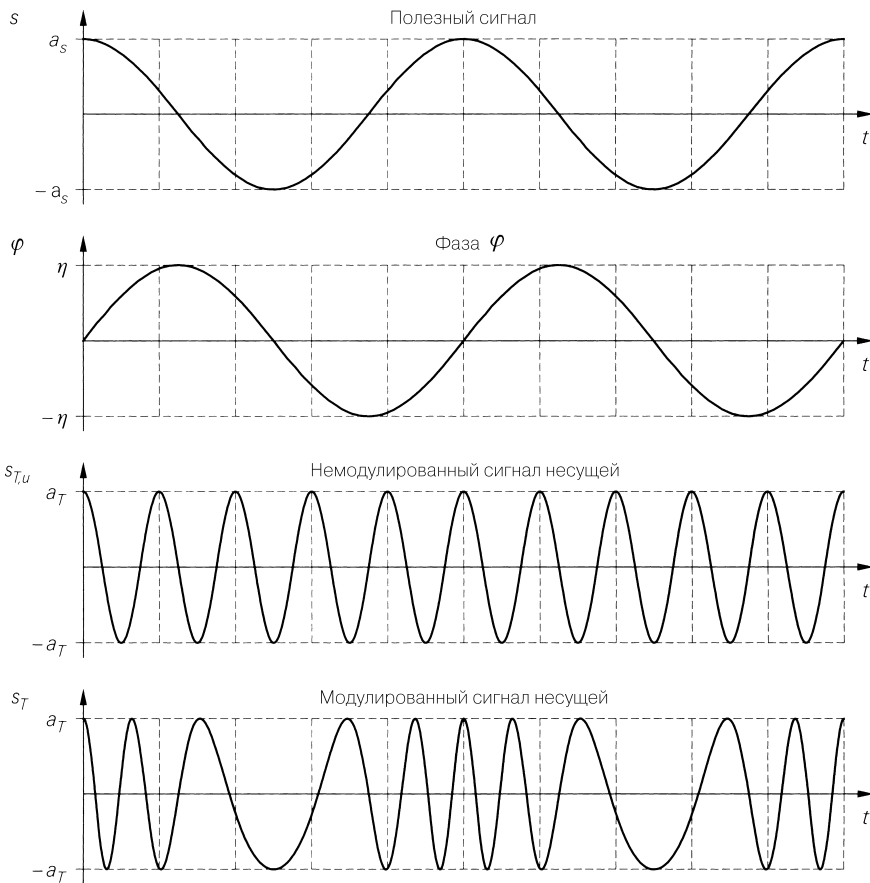 s
Полезный сигнал
a_s
t
−a_s
φ
Фаза φ
η
t
−η
s_T,u
Немодулированный сигнал несущей
a_T
t
−a_T
s_T
Модулированный сигнал несущей
a_T
t
−a_T